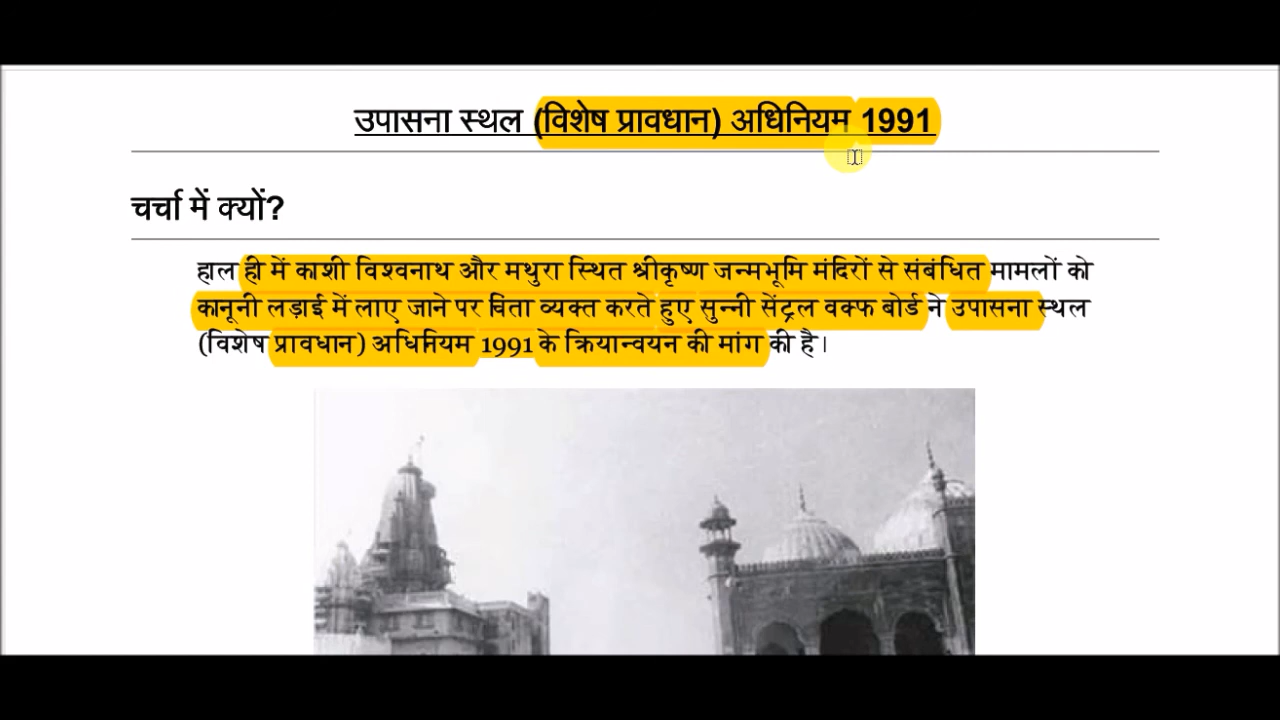 उपासना स्थल (विशेष प्रावधान) अधिनियम 1991
चर्चा में क्यों?
हाल ही में काशी विश्वनाथ और मथुरा स्थित श्रीकृष्ण जन्मभूमि मंदिरों से संबंधित मामलों को
कानूनी लड़ाई में लाए जाने पर चिंता व्यक्त करते हुए सुन्नी सेंट्रल वक्फ बोर्ड ने उपासना स्थल
(विशेष प्रावधान) अधिनियम 1991 के क्रियान्वयन की मांग की है।